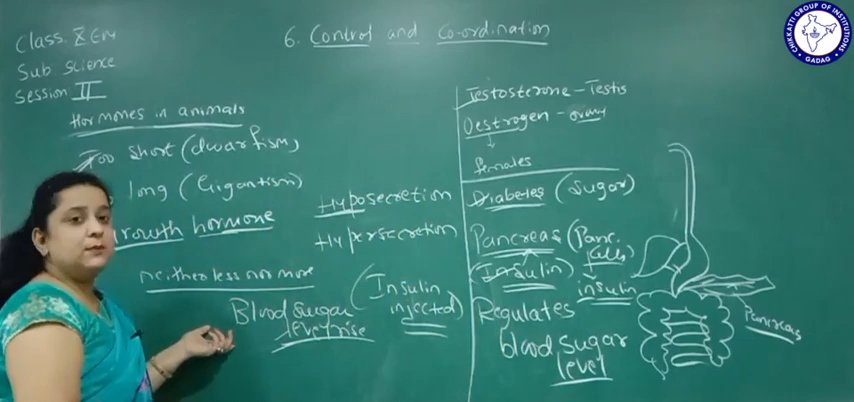 6. Control and Co-ordination
Class X EM
Sub science
Session II
Hormones in animals
Too short (dwarfism)
long (Gigantism)
Growth hormone
Hyposecretion
Hypersecretion
neither less nor more
Blood sugar
level rise
(Insulin
injected)
Testosterone - Testis
Oestrogen - ovary
females
Diabetes (Sugar)
Pancreas (Panc.
(Insulin)
insulin
Regulates
blood sugar
level
Pancreas
CHIKKATTI GROUP OF INSTITUTIONS
GADAG